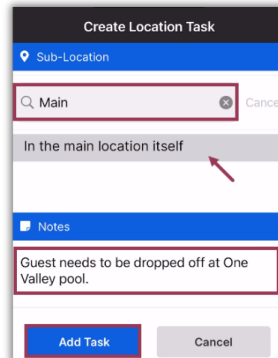 Create Location Task
Sub-Location
Main
Cance
In the main location itself
Notes
Guest needs to be dropped off at One
Valley pool.
Add Task
Cancel